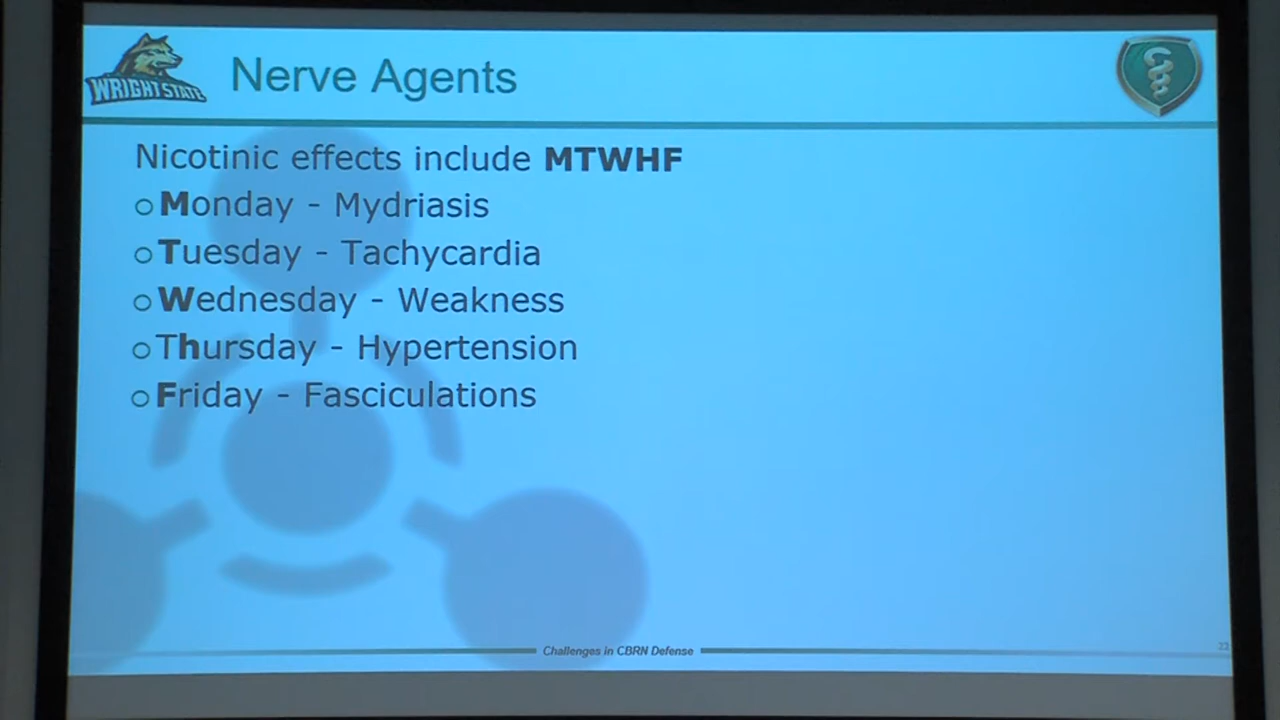 WRIGHT STATE
Nerve Agents
Nicotinic effects include MTWHF
Monday - Mydriasis
Tuesday - Tachycardia
Wednesday - Weakness
Thursday - Hypertension
Friday - Fasciculations
Challenges in CBRN Defense
22